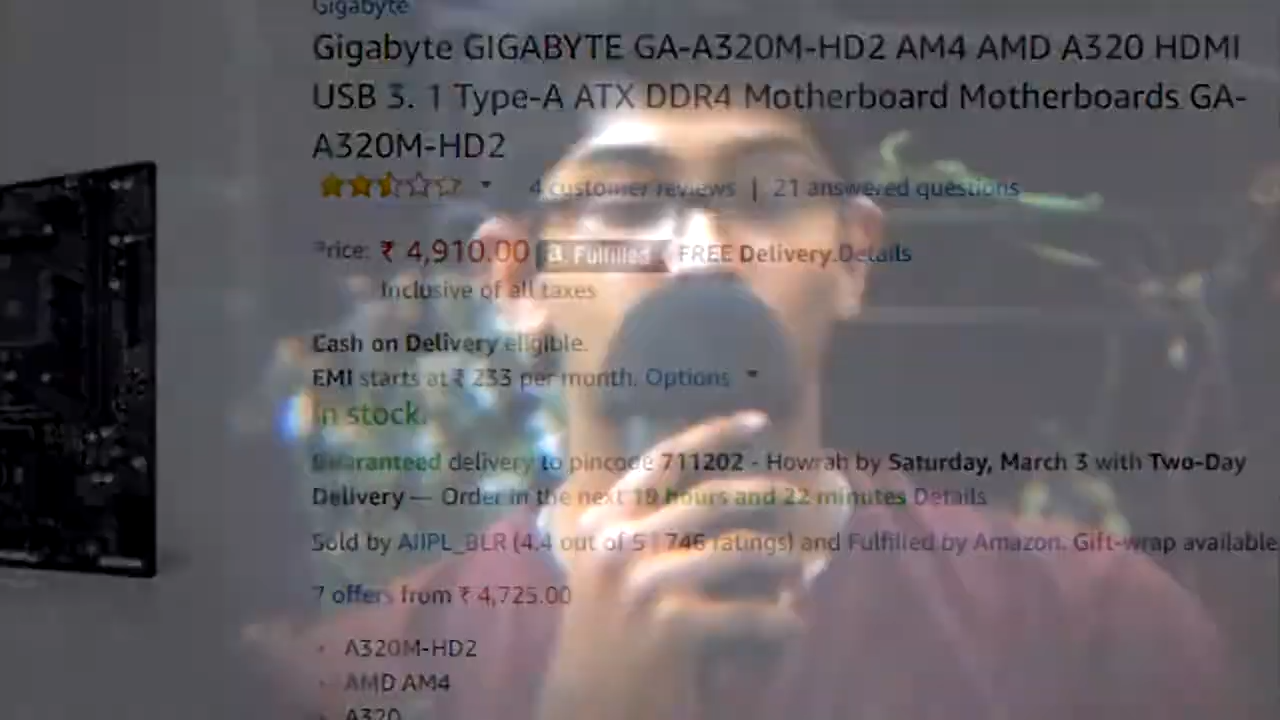 Gigabyte
Gigabyte GIGABYTE GA-A320M-HD2 AM4 AMD A320 HDMI
USB 3. 1 Type-A ATX DDR4 Motherboard Motherboards GA-
A320M-HD2
4 customer reviews | 21 answered questions
Price: ₹ 4,910.00 a. Fulfilled FREE Delivery.Details
Inclusive of all taxes
Cash on Delivery eligible.
EMI starts at ₹ 233 per month. Options
In stock.
Guaranteed delivery to pincode 711202 - Howrah by Saturday, March 3 with Two-Day
Delivery — Order in the next 19 hours and 22 minutes Details
Sold by AIIPL_BLR (4.4 out of 5 | 746 ratings) and Fulfilled by Amazon. Gift-wrap available
7 offers from ₹ 4,725.00
A320M-HD2
AMD AM4
A320